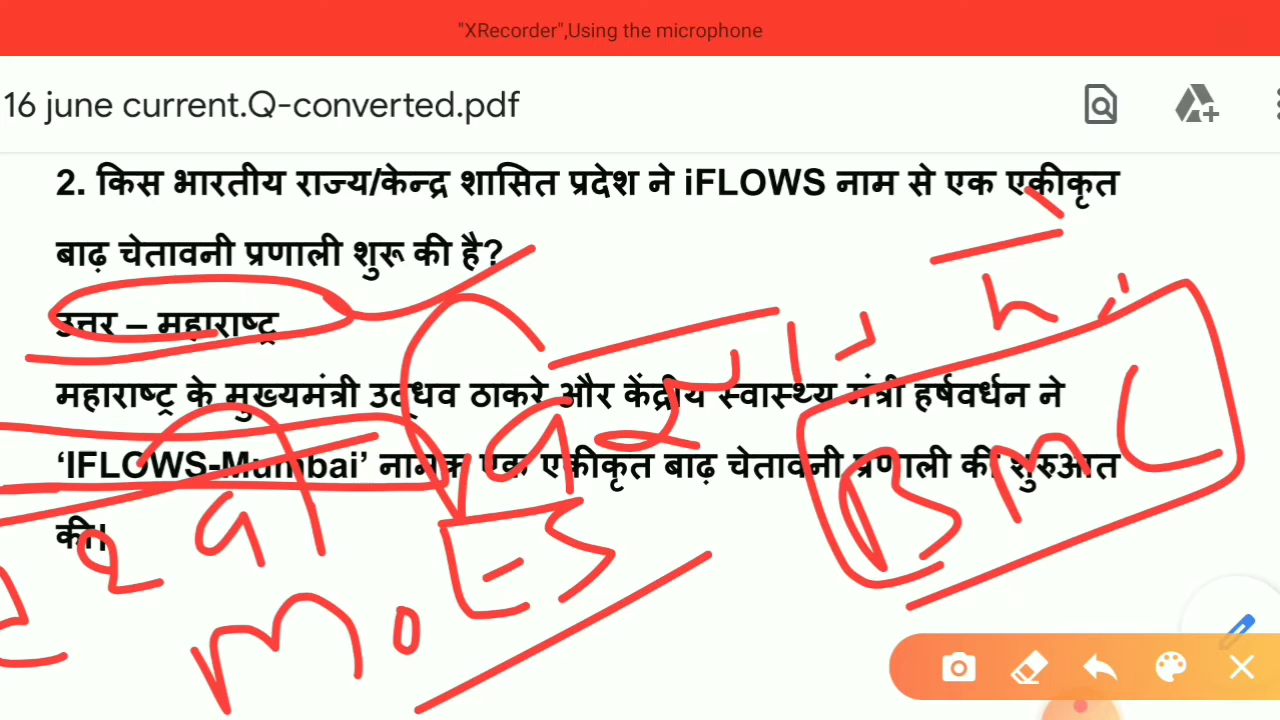 "XRecorder",Using the microphone
16 june current.Q-converted.pdf
2. किस भारतीय राज्य/केन्द्र शासित प्रदेश ने iFLOWS नाम से एक एकीकृत
बाढ़ चेतावनी प्रणाली शुरू की है?
उत्तर – महाराष्ट्र
महाराष्ट्र के मुख्यमंत्री उद्धव ठाकरे और केंद्रीय स्वास्थ्य मंत्री हर्षवर्धन ने
‘IFLOWS-Mumbai’ नामक एक एकीकृत बाढ़ चेतावनी प्रणाली की शुरुआत
की।
BMC
MoES